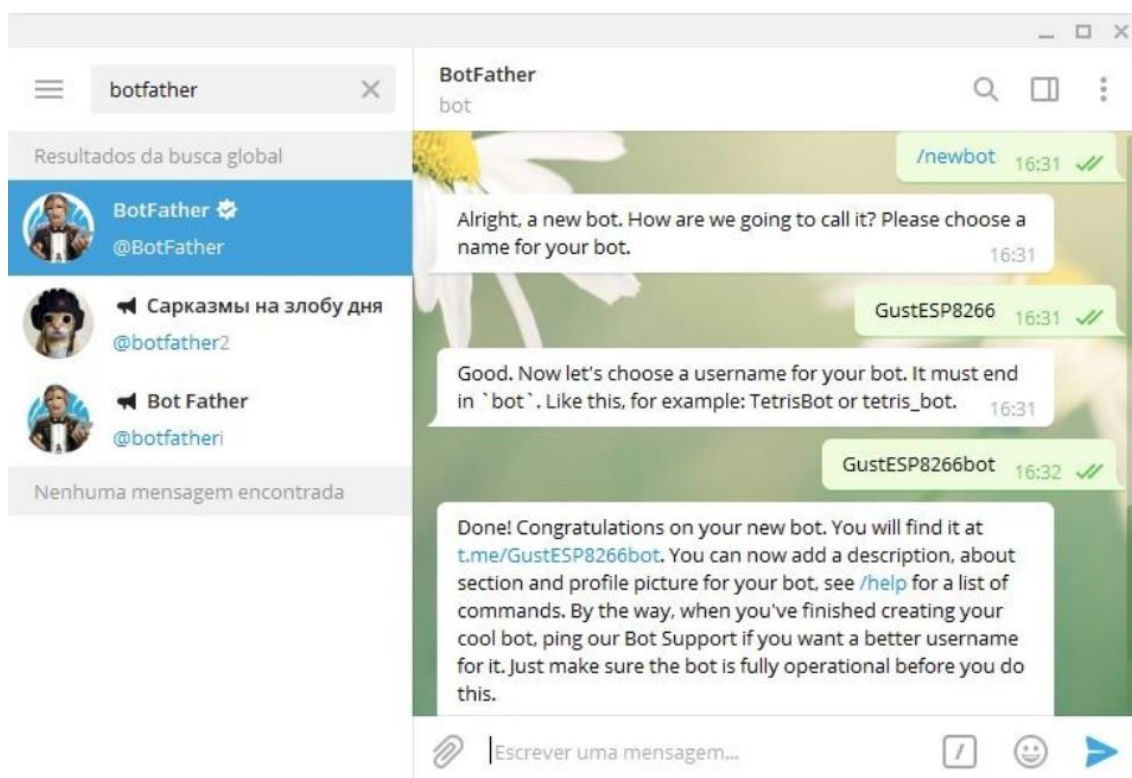 botfather
Resultados da busca global
BotFather
@BotFather
Сарказмы на злобу дня
@botfather2
Bot Father
@botfatheri
Nenhuma mensagem encontrada
BotFather
bot
/newbot 16:31
Alright, a new bot. How are we going to call it? Please choose a
name for your bot.
16:31
GustESP8266 16:31
Good. Now let's choose a username for your bot. It must end
in `bot`. Like this, for example: TetrisBot or tetris_bot.
16:31
GustESP8266bot 16:32
Done! Congratulations on your new bot. You will find it at
t.me/GustESP8266bot. You can now add a description, about
section and profile picture for your bot, see /help for a list of
commands. By the way, when you've finished creating your
cool bot, ping our Bot Support if you want a better username
for it. Just make sure the bot is fully operational before you do
this.
Escrever uma mensagem...
/